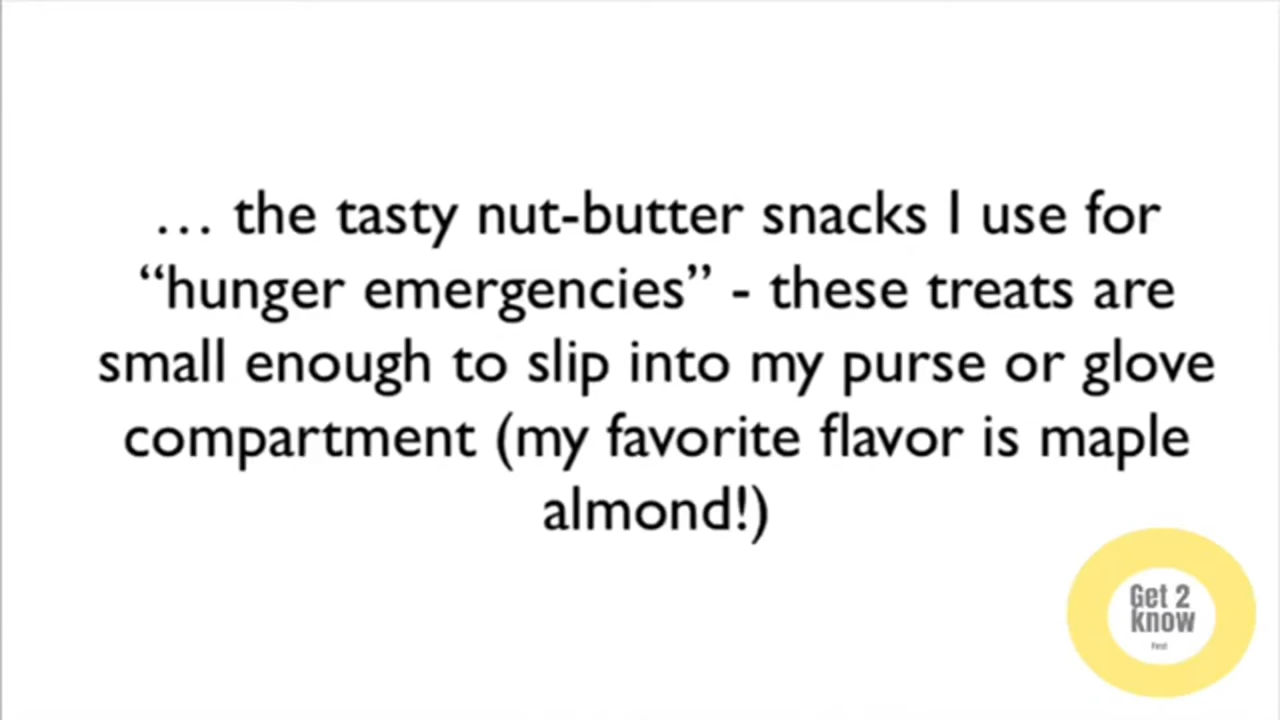 … the tasty nut-butter snacks I use for
“hunger emergencies” - these treats are
small enough to slip into my purse or glove
compartment (my favorite flavor is maple
almond!)
Get 2
know